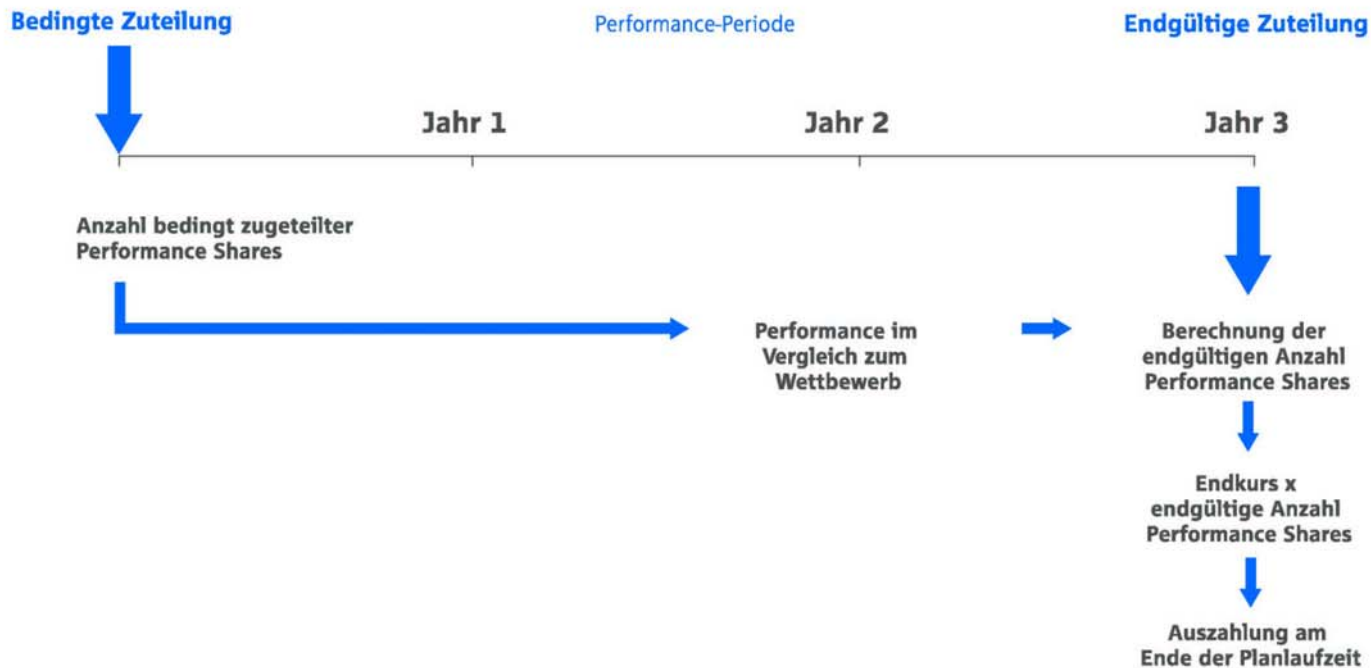 Bedingte Zuteilung
Performance-Periode
Endgültige Zuteilung
Jahr 1
Jahr 2
Jahr 3
Anzahl bedingt zugeteilter
Performance Shares
Performance im
Vergleich zum
Wettbewerb
Berechnung der
endgültigen Anzahl
Performance Shares
Endkurs x
endgültige Anzahl
Performance Shares
Auszahlung am
Ende der Planlaufzeit